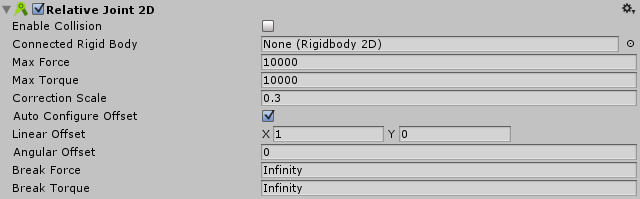 Relative Joint 2D
Enable Collision
Connected Rigid Body None (Rigidbody 2D)
Max Force 10000
Max Torque 10000
Correction Scale 0.3
Auto Configure Offset
Linear Offset X 1 Y 0
Angular Offset 0
Break Force Infinity
Break Torque Infinity